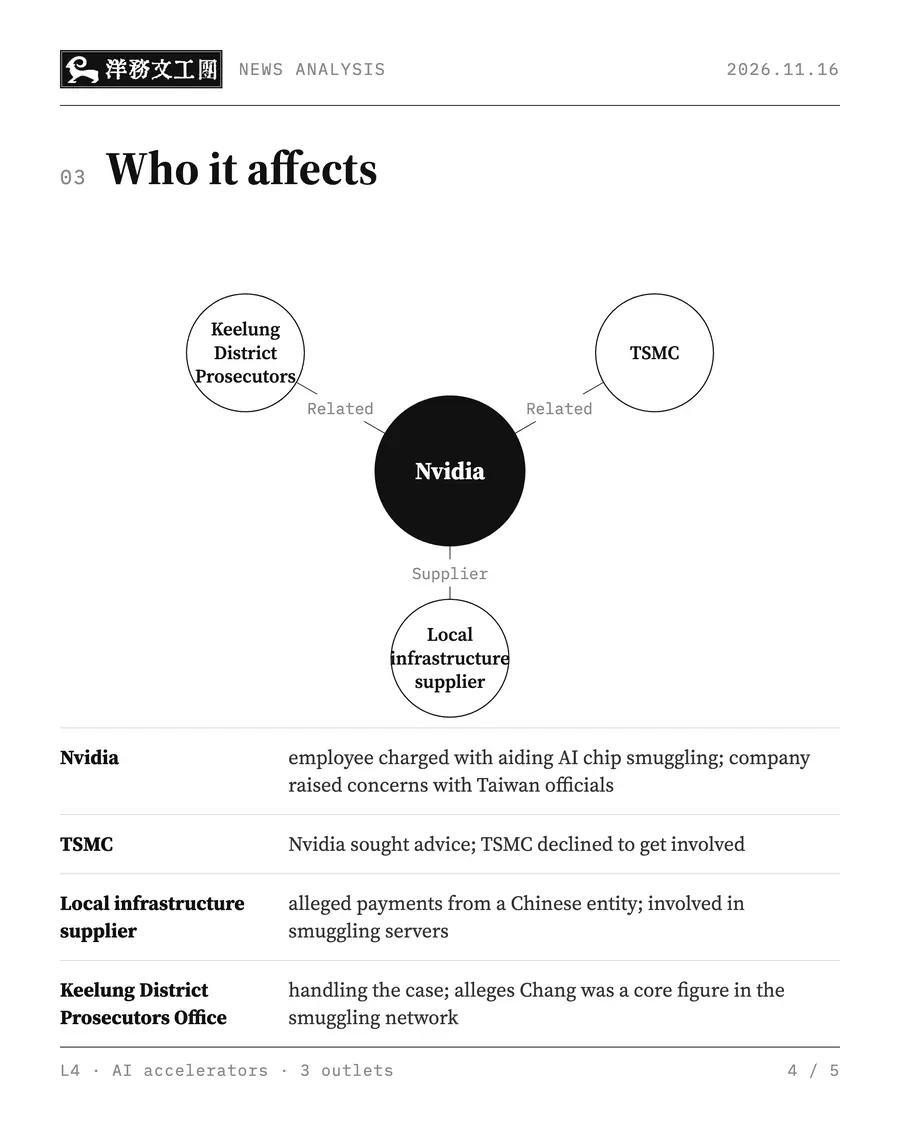 洋務文工團 NEWS ANALYSIS 2026.11.16
03 Who it affects
Keelung
District
Prosecutors
TSMC
Related
Related
Nvidia
Supplier
Local
infrastructure
supplier
Nvidia
employee charged with aiding AI chip smuggling; company
raised concerns with Taiwan officials
TSMC
Nvidia sought advice; TSMC declined to get involved
Local infrastructure
supplier
alleged payments from a Chinese entity; involved in
smuggling servers
Keelung District
Prosecutors Office
handling the case; alleges Chang was a core figure in the
smuggling network
L4 · AI accelerators · 3 outlets 4 / 5